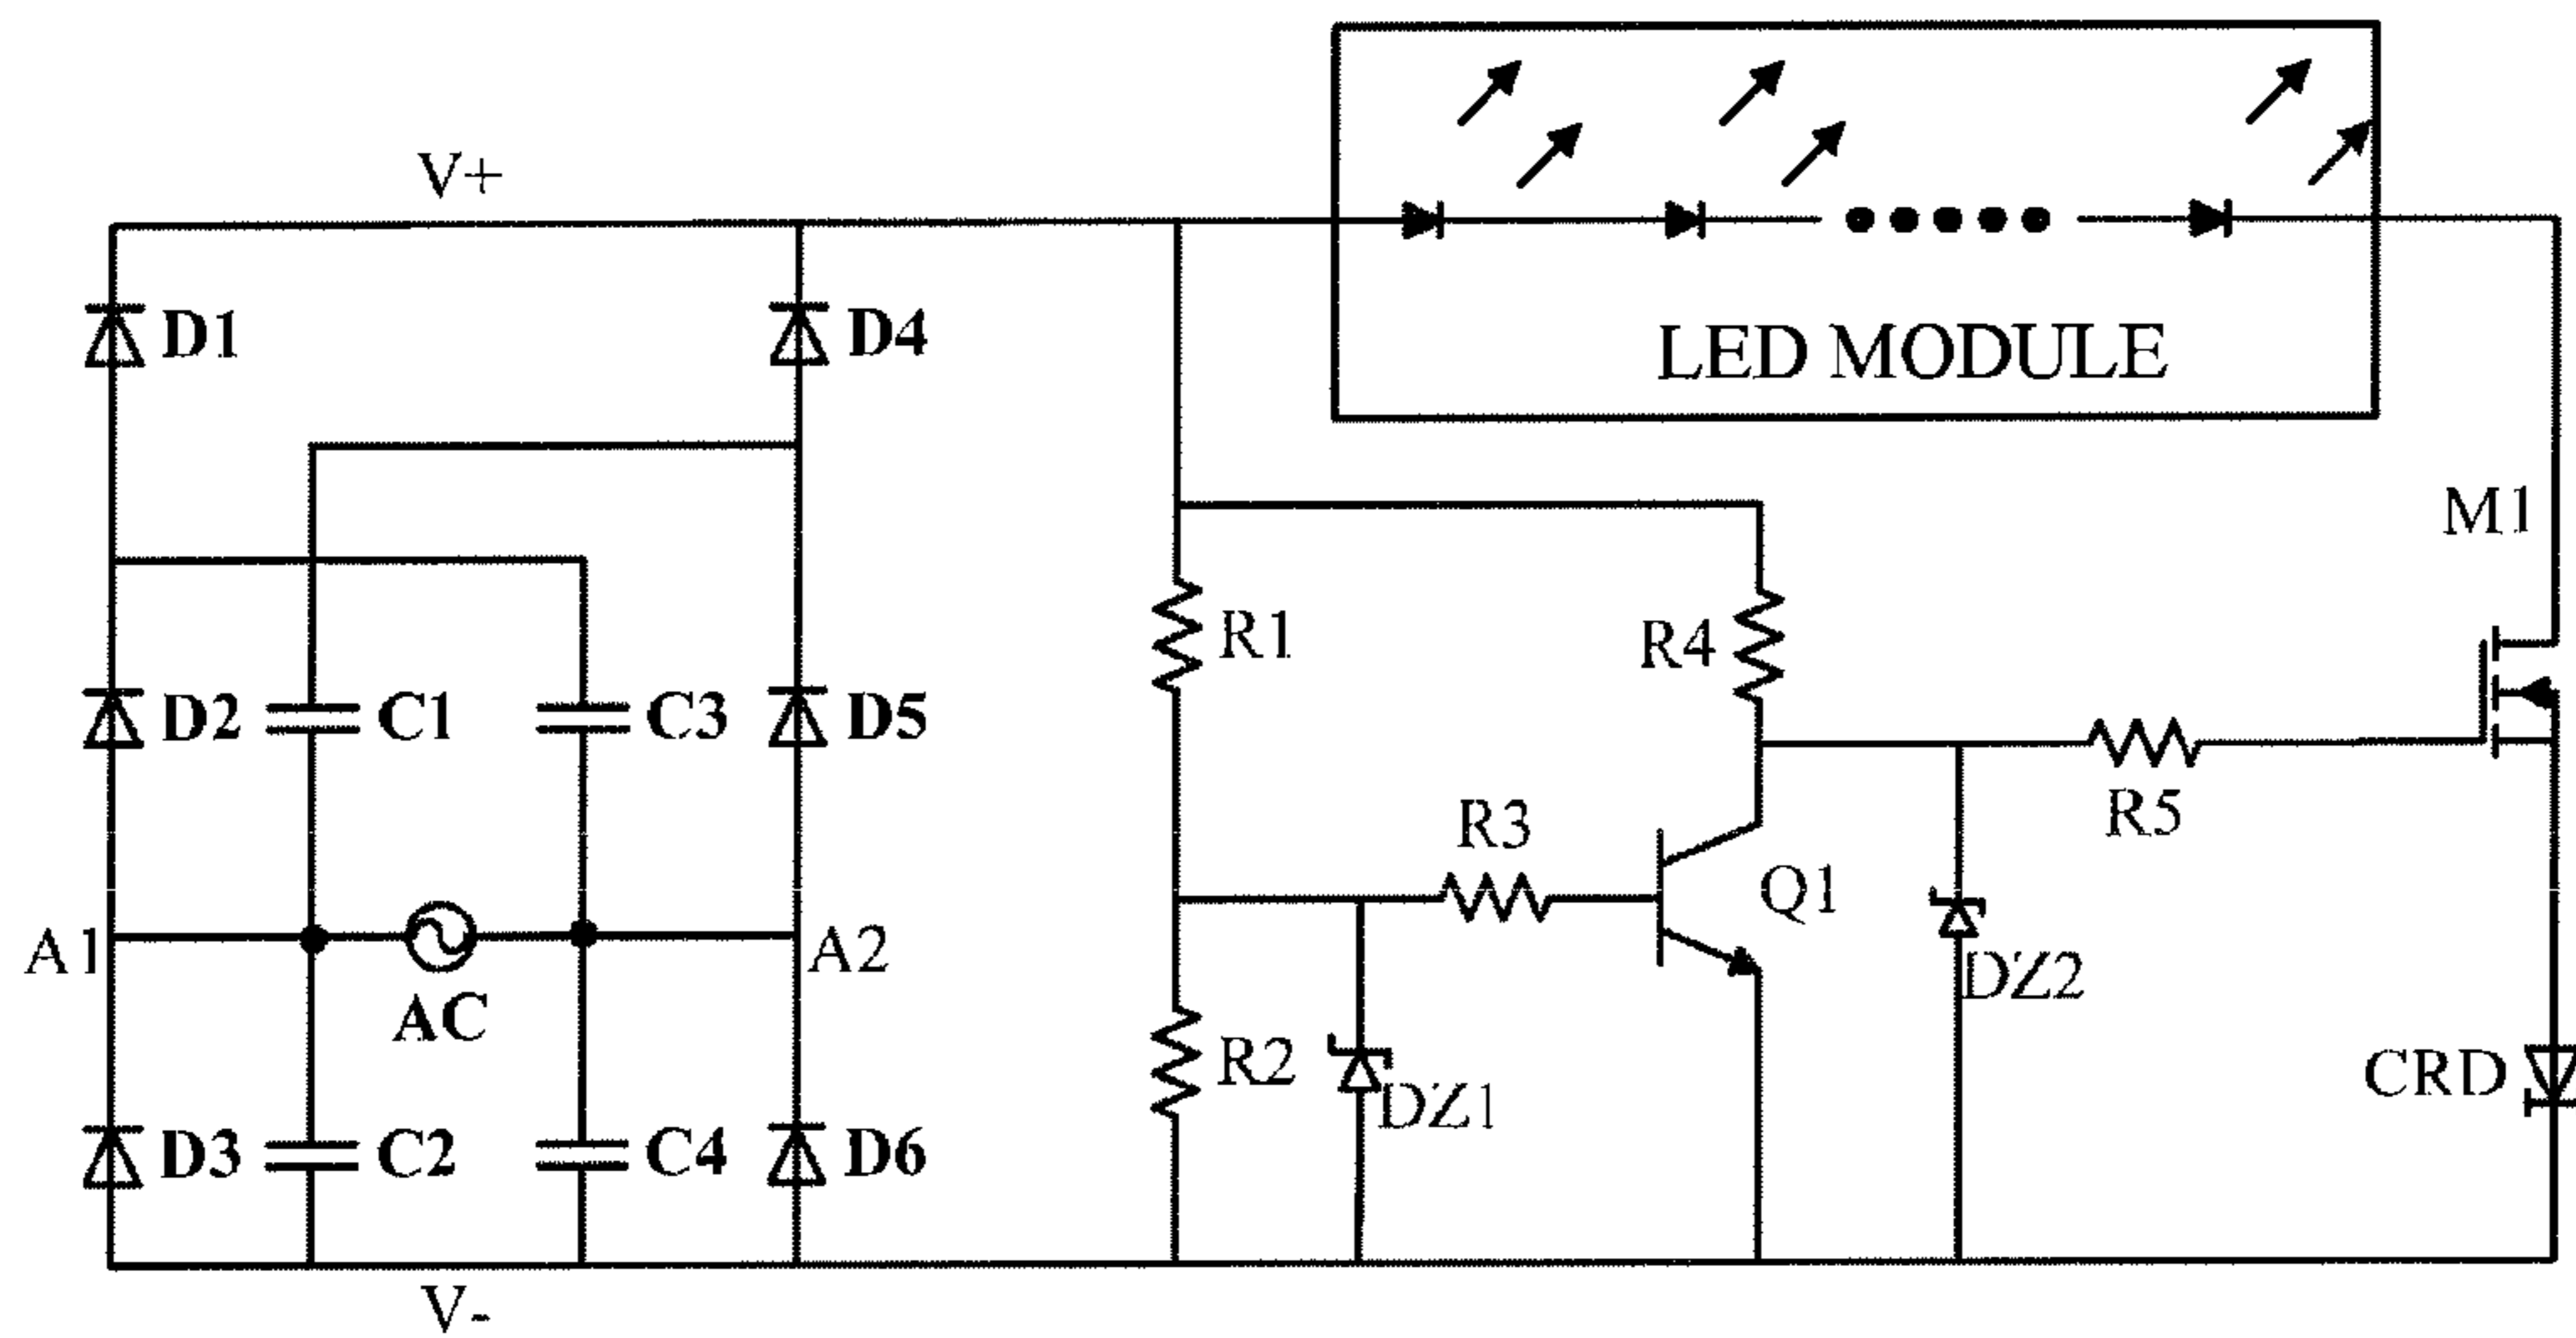 V+
D1
D4
LED MODULE
M1
R1
R4
D2
C1
C3
D5
R3
R5
Q1
A1
A2
AC
DZ2
R2
DZ1
CRD
D3
C2
C4
D6
V-